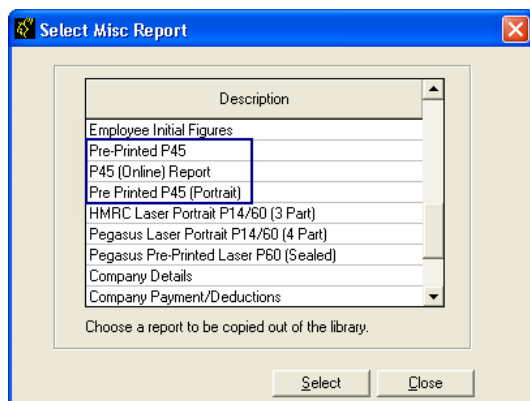 Select Misc Report
Description
Employee Initial Figures
Pre-Printed P45
P45 (Online) Report
Pre Printed P45 (Portrait)
HMRC Laser Portrait P14/60 (3 Part)
Pegasus Laser Portrait P14/60 (4 Part)
Pegasus Pre-Printed Laser P60 (Sealed)
Company Details
Company Payment/Deductions
Choose a report to be copied out of the library.
Select Close